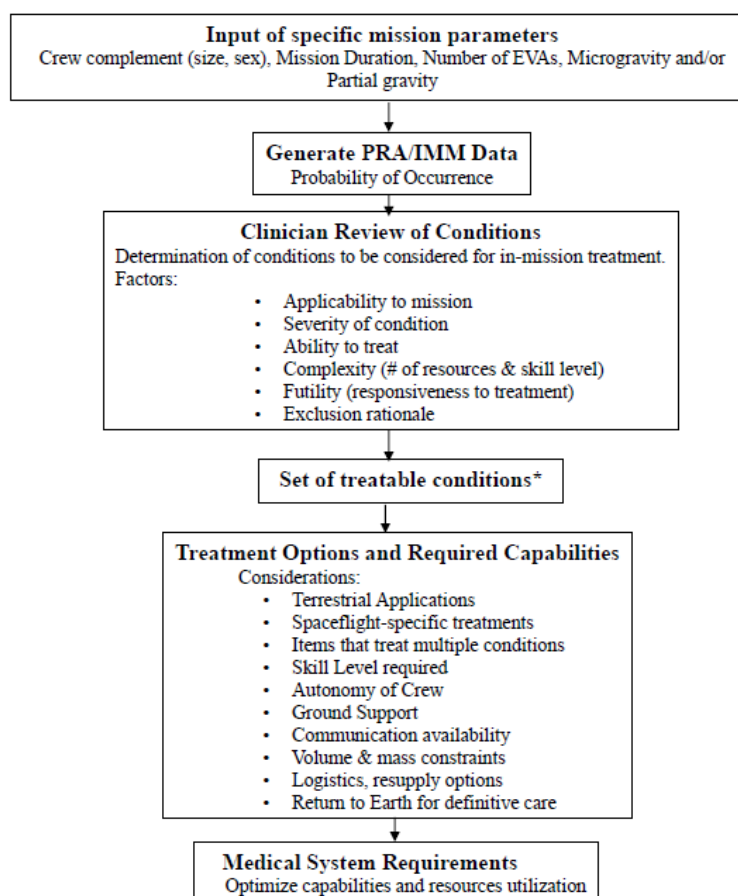 Input of specific mission parameters
Crew complement (size, sex), Mission Duration, Number of EVAs, Microgravity and/or
Partial gravity
Generate PRA/IMM Data
Probability of Occurrence
Clinician Review of Conditions
Determination of conditions to be considered for in-mission treatment.
Factors:
• Applicability to mission
• Severity of condition
• Ability to treat
• Complexity (# of resources & skill level)
• Futility (responsiveness to treatment)
• Exclusion rationale
Set of treatable conditions*
Treatment Options and Required Capabilities
Considerations:
• Terrestrial Applications
• Spaceflight-specific treatments
• Items that treat multiple conditions
• Skill Level required
• Autonomy of Crew
• Ground Support
• Communication availability
• Volume & mass constraints
• Logistics, resupply options
• Return to Earth for definitive care
Medical System Requirements
Optimize capabilities and resources utilization